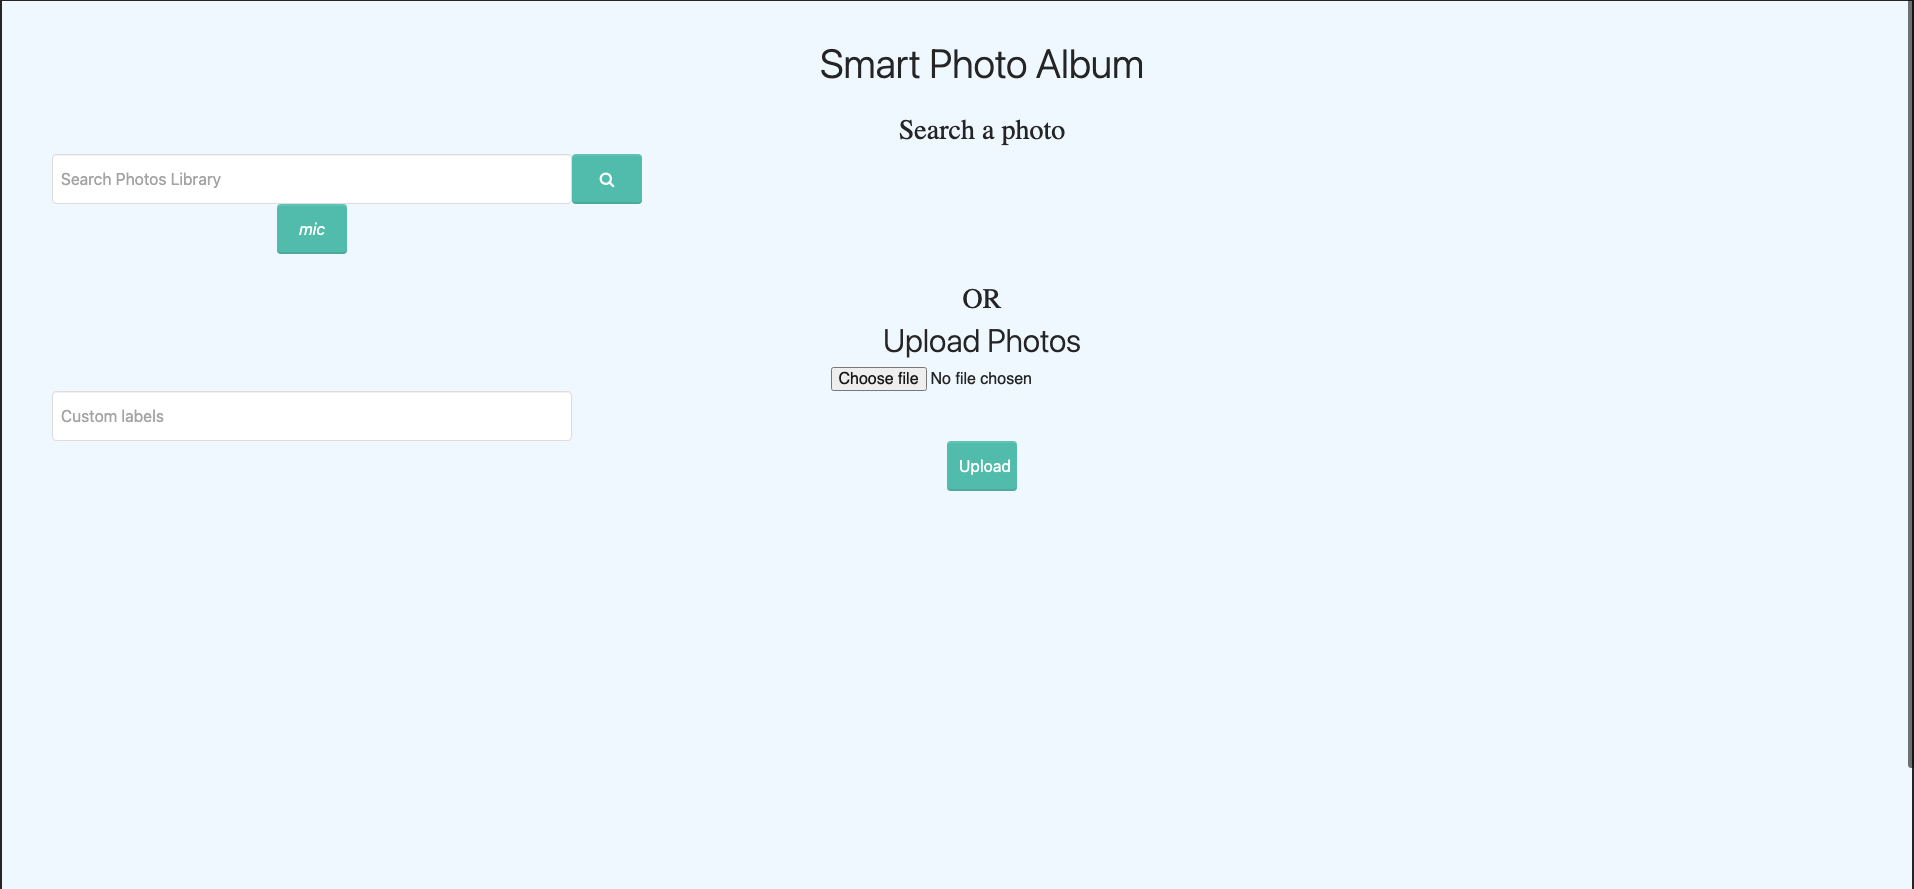 Smart Photo Album
Search a photo
Search Photos Library
mic
OR
Upload Photos
Choose file No file chosen
Custom labels
Upload